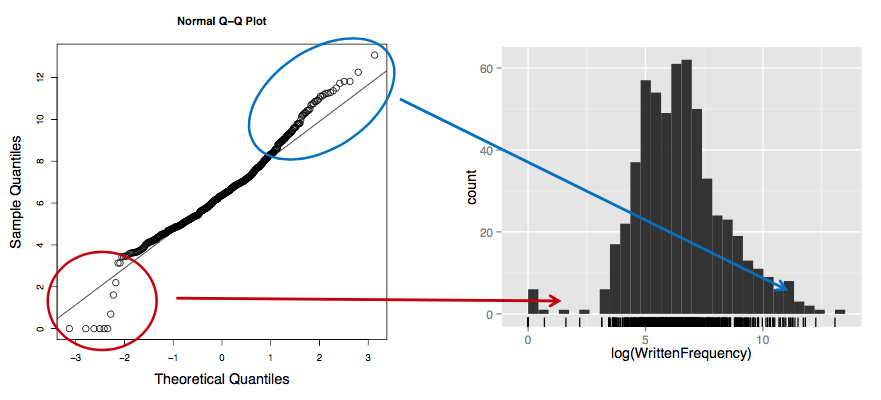 Normal Q−Q Plot
Sample Quantiles
12
10
8
6
4
2
0
−3 −2 −1 0 1 2 3
Theoretical Quantiles
count
60
40
20
0
0 5 10
log(WrittenFrequency)